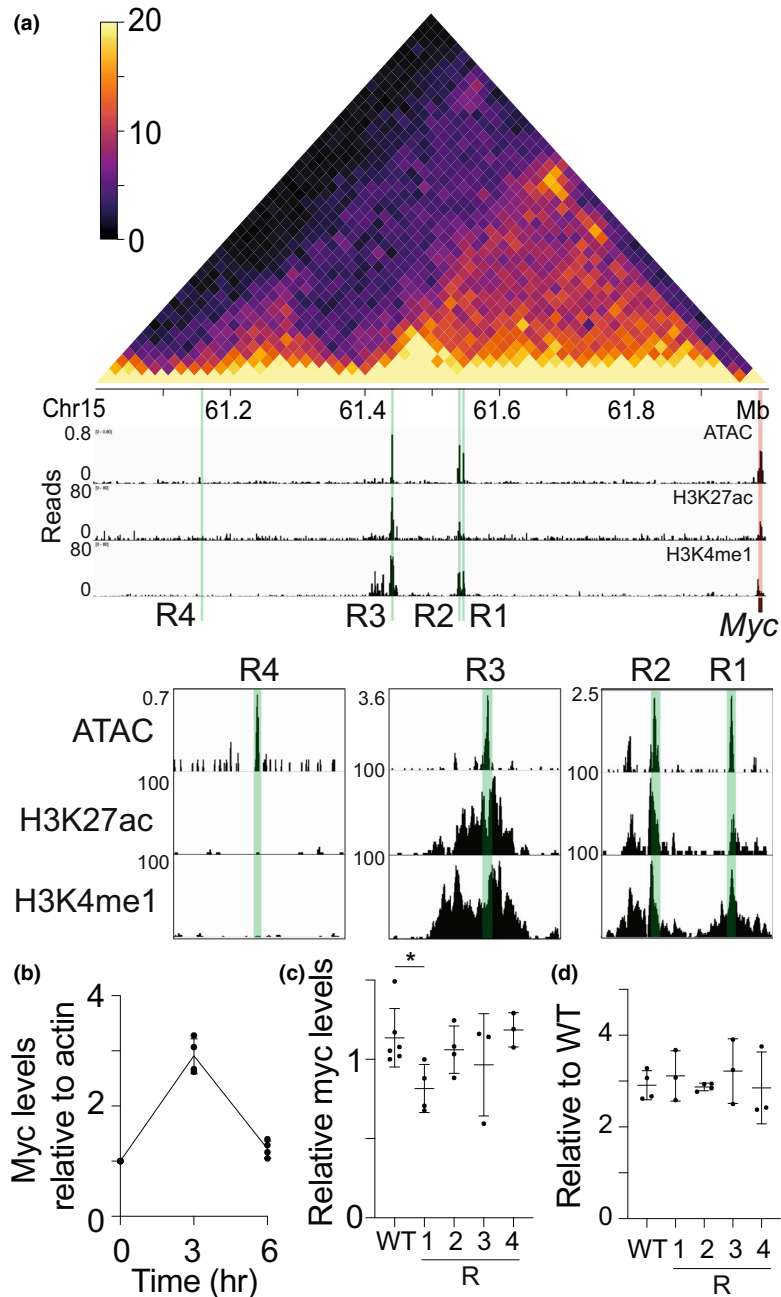 (a)
20
10
0
Chr15 61.2 61.4 61.6 61.8 Mb
0.8 [0 - 0.80] ATAC
0
80 H3K27ac
0
80 H3K4me1
0
Reads
R4 R3 R2 R1 Myc
R4 R3 R2 R1
ATAC 0.7 3.6 2.5
H3K27ac 100 100 100
H3K4me1 100 100 100
(b)
Myc levels
relative to actin
4
2
0
0 3 6
Time (hr)
(c)
Relative myc levels
*
1
0
WT 1 2 3 4
R
(d)
Relative to WT
4
2
0
WT 1 2 3 4
R